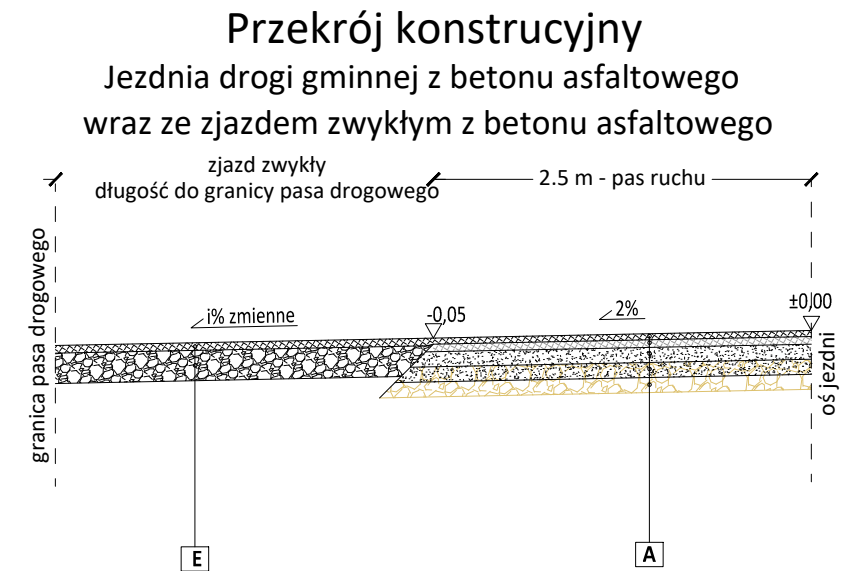 Przekrój konstrucyjny
Jezdnia drogi gminnej z betonu asfaltowego
wraz ze zjazdem zwykłym z betonu asfaltowego
zjazd zwykły
długość do granicy pasa drogowego
2.5 m - pas ruchu
granica pasa drogowego
i% zmienne
-0,05
2%
±0,00
oś jezdni
E
A